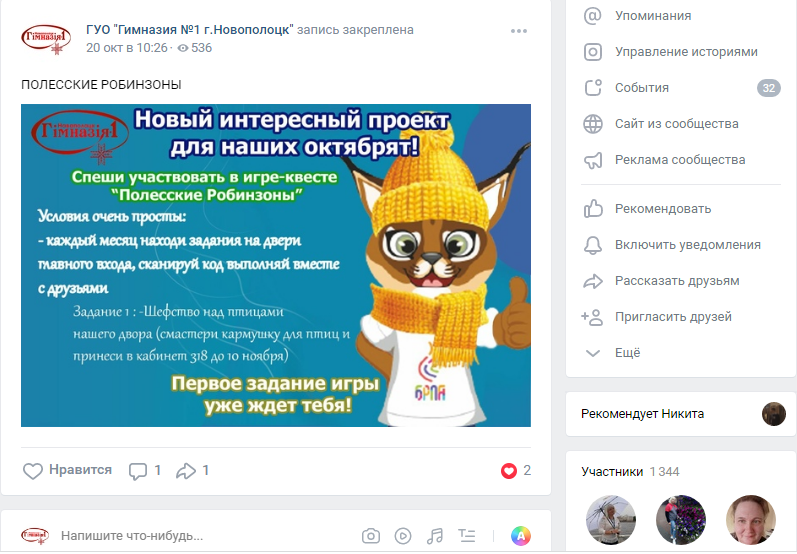 ГУО "Гимназия №1 г.Новополоцк" запись закреплена
20 окт в 10:26 · 536
ПОЛЕССКИЕ РОБИНЗОНЫ
Гімназія1
Новый интересный проект
для наших октябрят!
Спеши участвовать в игре-квесте
"Полесские Робинзоны"
Условия очень просты:
- каждый месяц находи задания на двери
главного входа, сканируй код выполняй вместе
с друзьями
Задание 1 : -Шефство над птицами
нашего двора (смастери кармушку для птиц и
принеси в кабинет 318 до 10 ноября)
Первое задание игры
уже ждет тебя!
БРПА
Нравится 1 1 2
Напишите что-нибудь...
Упоминания
Управление историями
События 32
Сайт из сообщества
Реклама сообщества
Рекомендовать
Включить уведомления
Рассказать друзьям
Пригласить друзей
Ещё
Рекомендует Никита
Участники 1 344